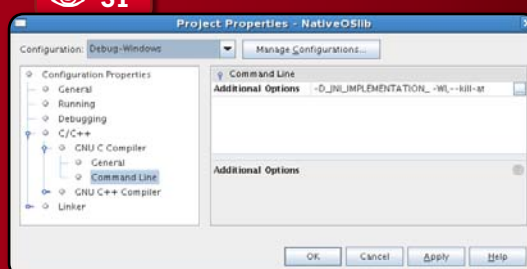 31
Project Properties - NativeOSlib
Configuration: Debug-Windows Manage Configurations...
Configuration Properties
General
Running
Debugging
C/C++
GNU C Compiler
General
Command Line
GNU C++ Compiler
Linker
Command Line
Additional Options -D_JNI_IMPLEMENTATION_ -Wl,--kill-at
Additional Options
OK Cancel Apply Help